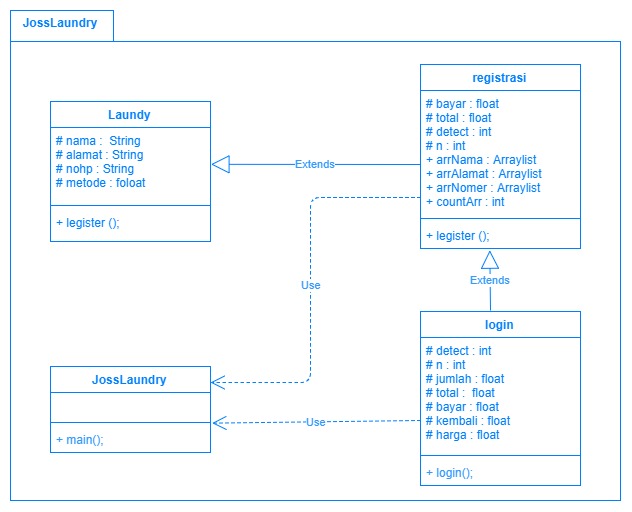 JossLaundry
Laundy
# nama :  String
# alamat : String
# nohp : String
# metode : foloat
+ legister ();
Extends
registrasi
# bayar : float
# total : float
# detect : int
# n : int
+ arrNama : Arraylist
+ arrAlamat : Arraylist
+ arrNomer : Arraylist
+ countArr : int
+ legister ();
Extends
Use
login
# detect : int
# n : int
# jumlah : float
# total :  float
# bayar : float
# kembali : float
# harga : float
+ login();
JossLaundry
+ main();
Use